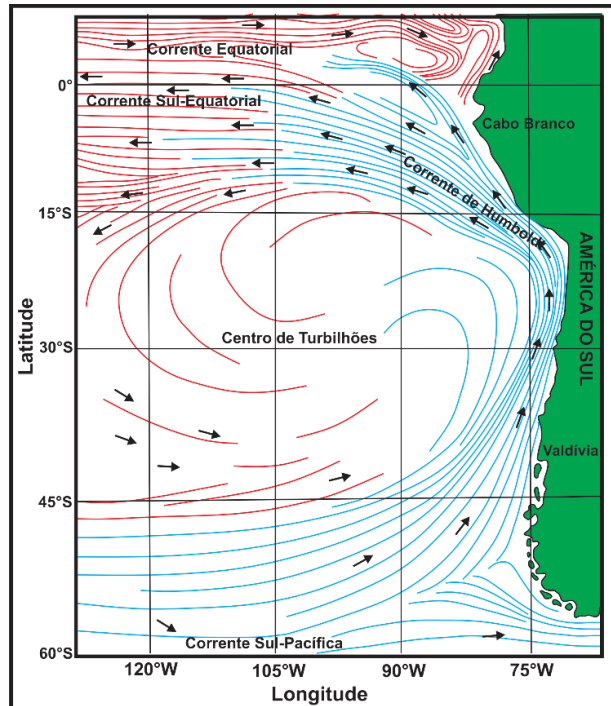 Corrente Equatorial
0°
Corrente Sul-Equatorial
Cabo Branco
Corrente de Humboldt
15°S
AMÉRICA DO SUL
Latitude
Centro de Turbilhões
30°S
Valdívia
45°S
Corrente Sul-Pacífica
60°S
120°W 105°W 90°W 75°W
Longitude